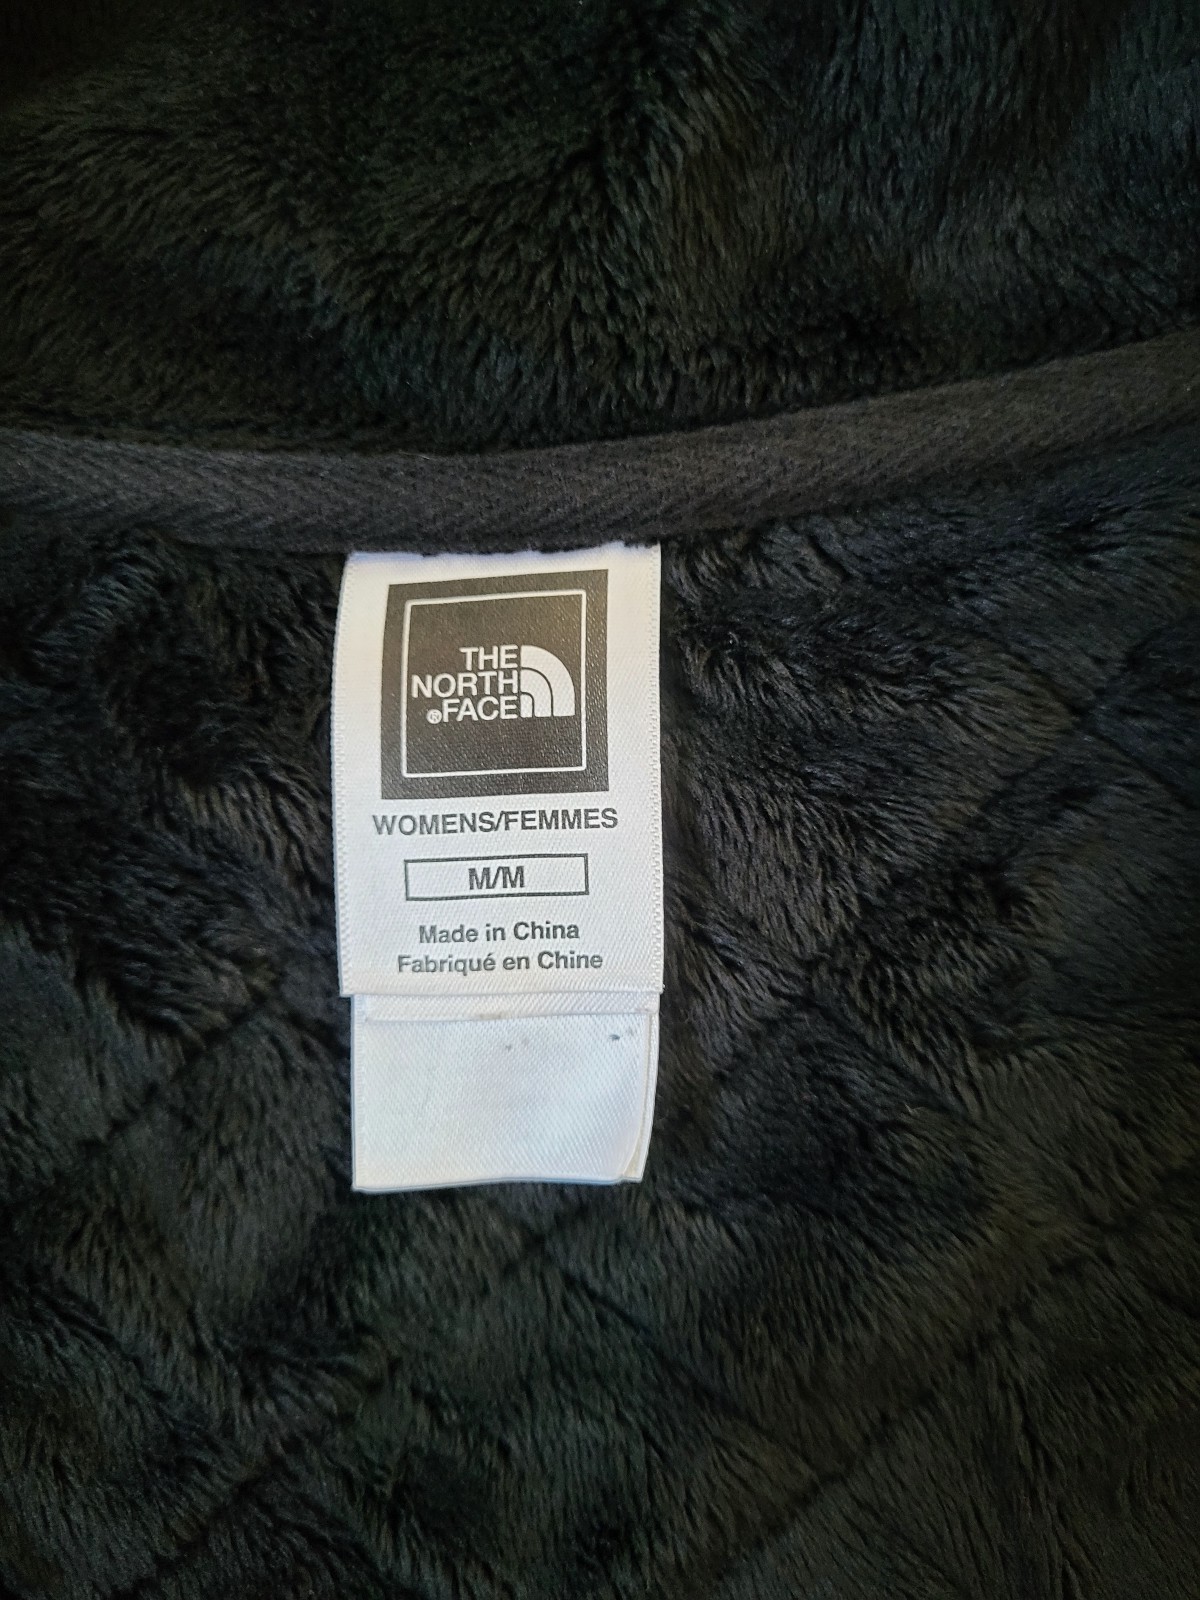 THE
NORTH
®FACE
WOMENS/FEMMES
M/M
Made in China
Fabriqué en Chine